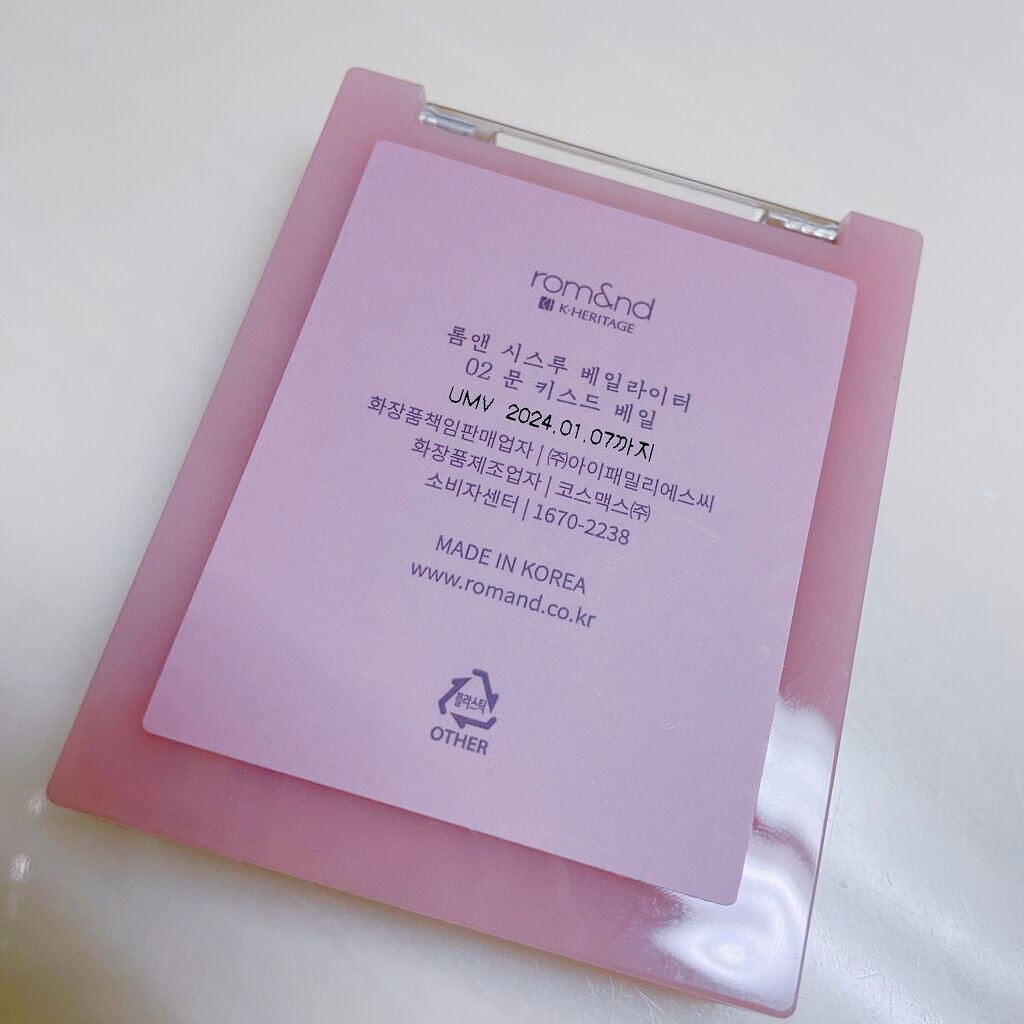 rom&nd
K·HERITAGE
롬앤 시스루 베일라이터
02 문 키스드 베일
UMV 2024.01.07까지
화장품책임판매업자 | ㈜아이패밀리에스씨
화장품제조업자 | 코스맥스㈜
소비자센터 | 1670-2238
MADE IN KOREA
www.romand.co.kr
플라스틱
OTHER